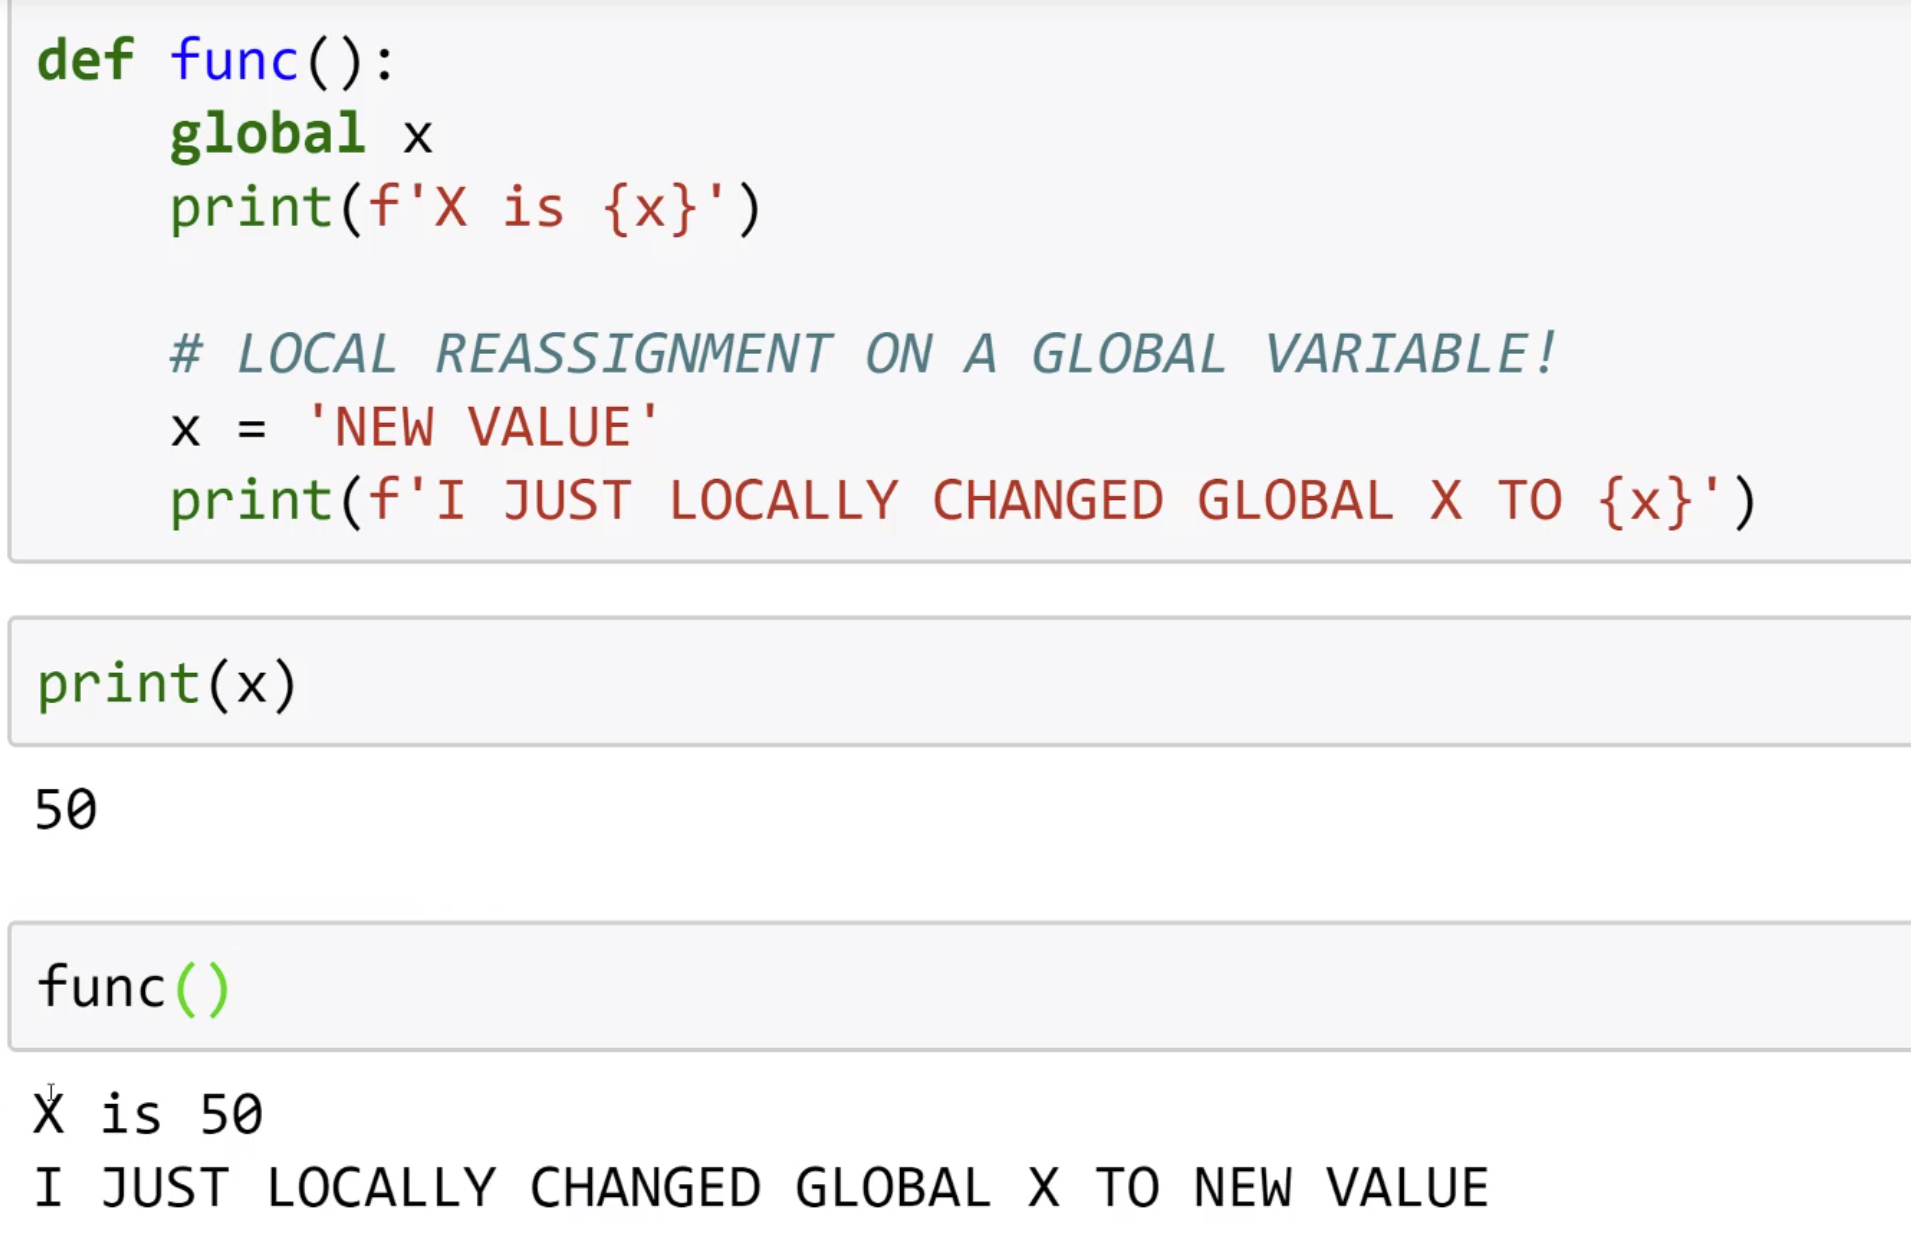 def func():
    global x
    print(f'X is {x}')
    # LOCAL REASSIGNMENT ON A GLOBAL VARIABLE!
    x = 'NEW VALUE'
    print(f'I JUST LOCALLY CHANGED GLOBAL X TO {x}')
print(x)
50
func()
X is 50
I JUST LOCALLY CHANGED GLOBAL X TO NEW VALUE